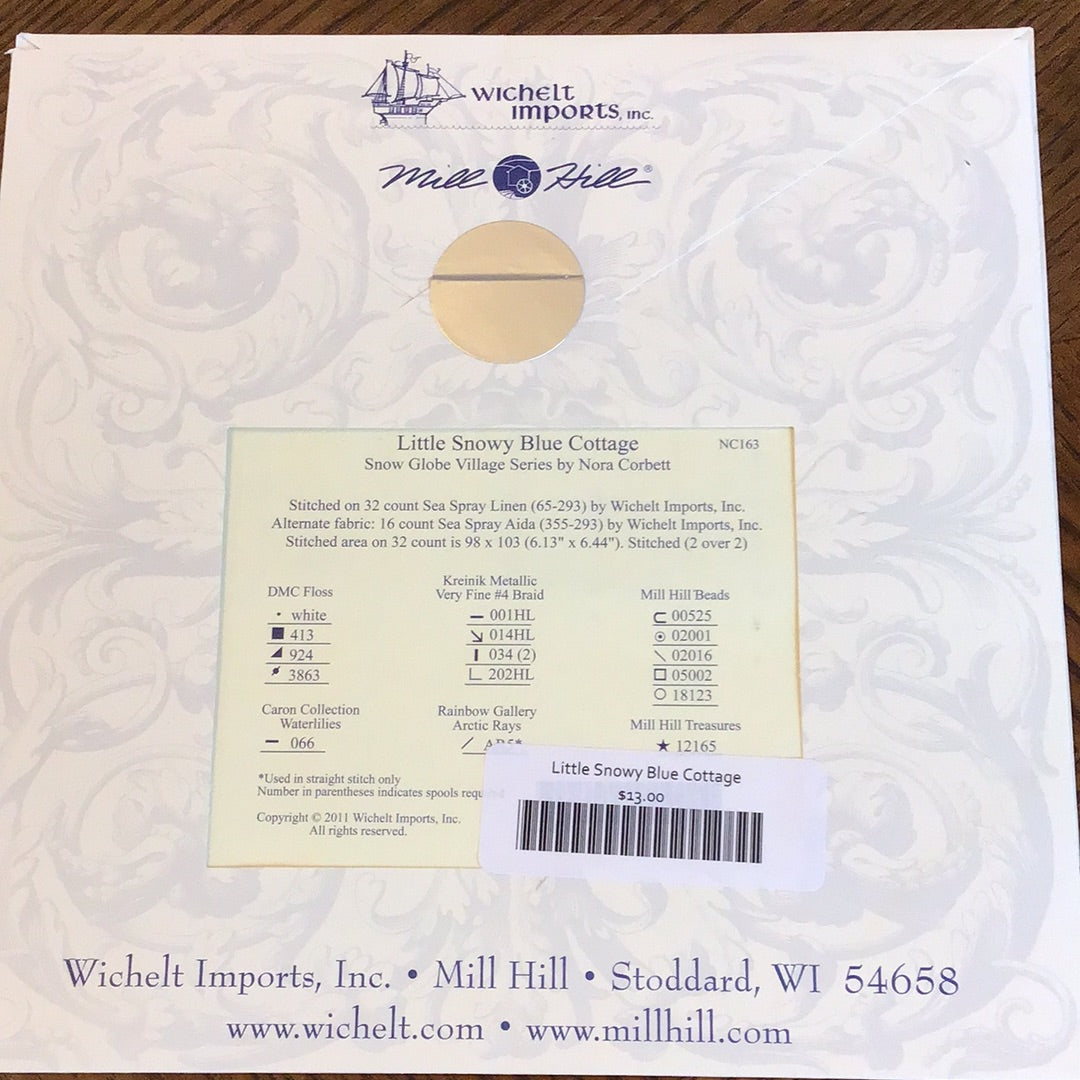 wichelt
imports, inc.
Mill Hill®
Little Snowy Blue Cottage NC163
Snow Globe Village Series by Nora Corbett
Stitched on 32 count Sea Spray Linen (65-293) by Wichelt Imports, Inc.
Alternate fabric: 16 count Sea Spray Aida (355-293) by Wichelt Imports, Inc.
Stitched area on 32 count is 98 x 103 (6.13" x 6.44"). Stitched (2 over 2)
DMC Floss
white
413
924
3863
Kreinik Metallic
Very Fine #4 Braid
001HL
014HL
034 (2)
202HL
Mill Hill Beads
00525
02001
02016
05002
18123
Caron Collection
Waterlilies
066
Rainbow Gallery
Arctic Rays
Mill Hill Treasures
★ 12165
*Used in straight stitch only
Number in parentheses indicates spools
Copyright © 2011 Wichelt Imports, Inc.
All rights reserved.
Little Snowy Blue Cottage
$13.00
Wichelt Imports, Inc. • Mill Hill • Stoddard, WI 54658
www.wichelt.com • www.millhill.com